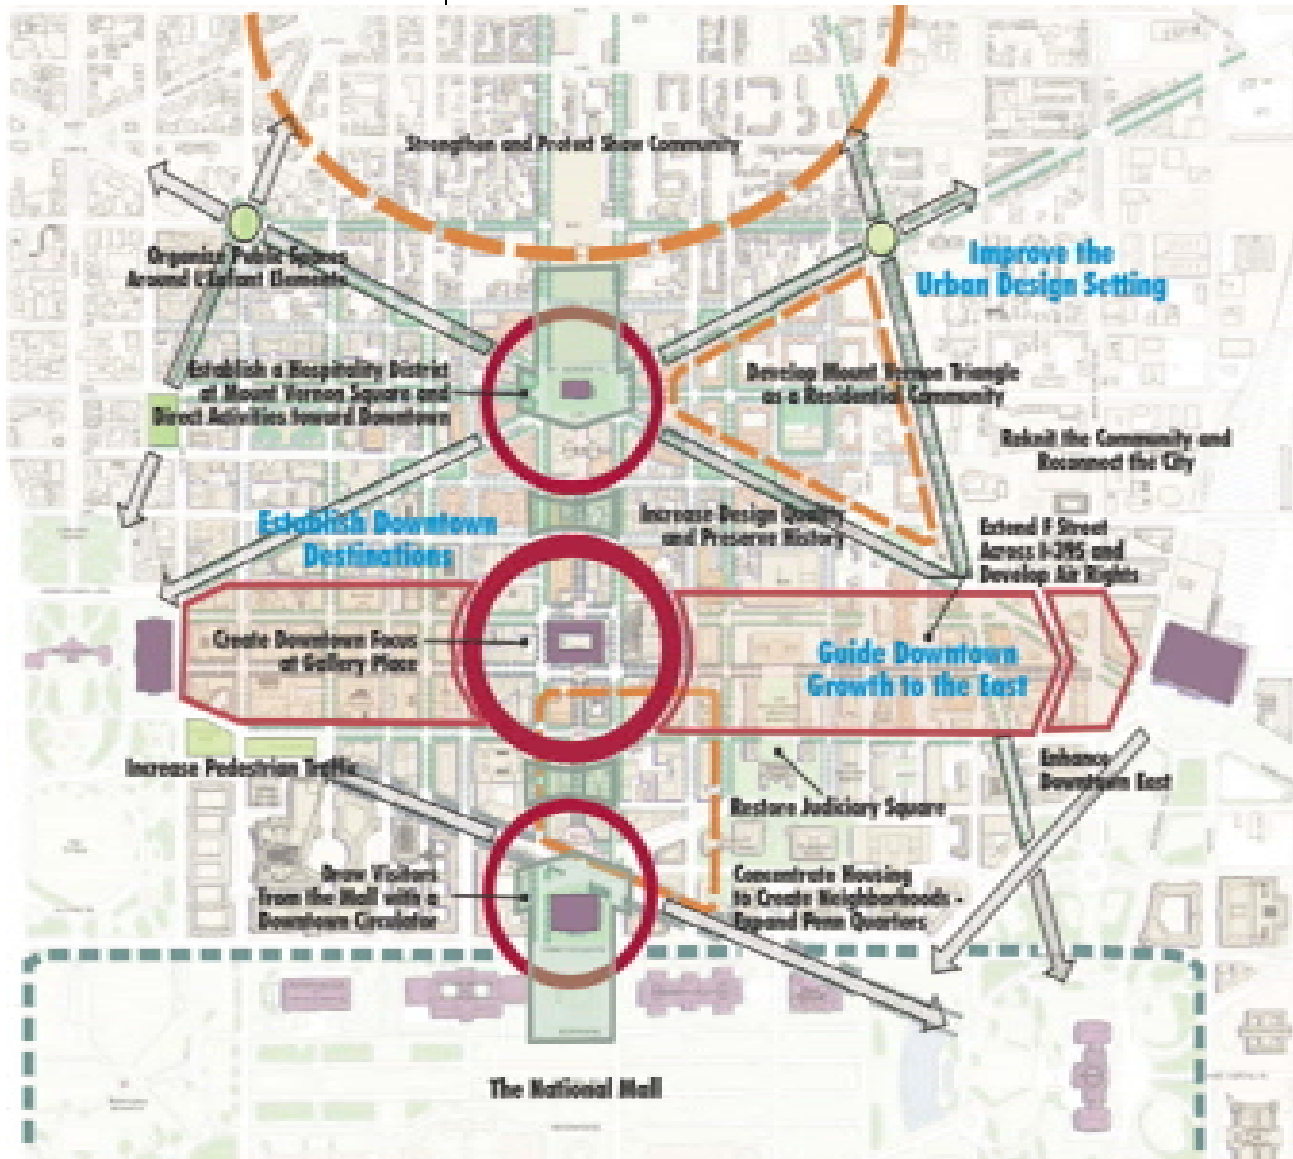 Strengthen and Protect Shaw Community
Organize Public Spaces
Around L'Enfant Elements
Improve the
Urban Design Setting
Establish a Hospitality District
at Mount Vernon Square and
Direct Activities toward Downtown
Develop Mount Vernon Triangle
as a Residential Community
Reknit the Community and
Reconnect the City
Establish Downtown
Destinations
Increase Design Quality
and Preserve History
Extend F Street
Across I-395 and
Develop Air Rights
Create Downtown Focus
at Gallery Place
Guide Downtown
Growth to the East
Increase Pedestrian Traffic
Enhance
Downtown East
Restore Judiciary Square
Draw Visitors
from the Mall with a
Downtown Circulator
Concentrate Housing
to Create Neighborhoods -
Expand Penn Quarters
The National Mall